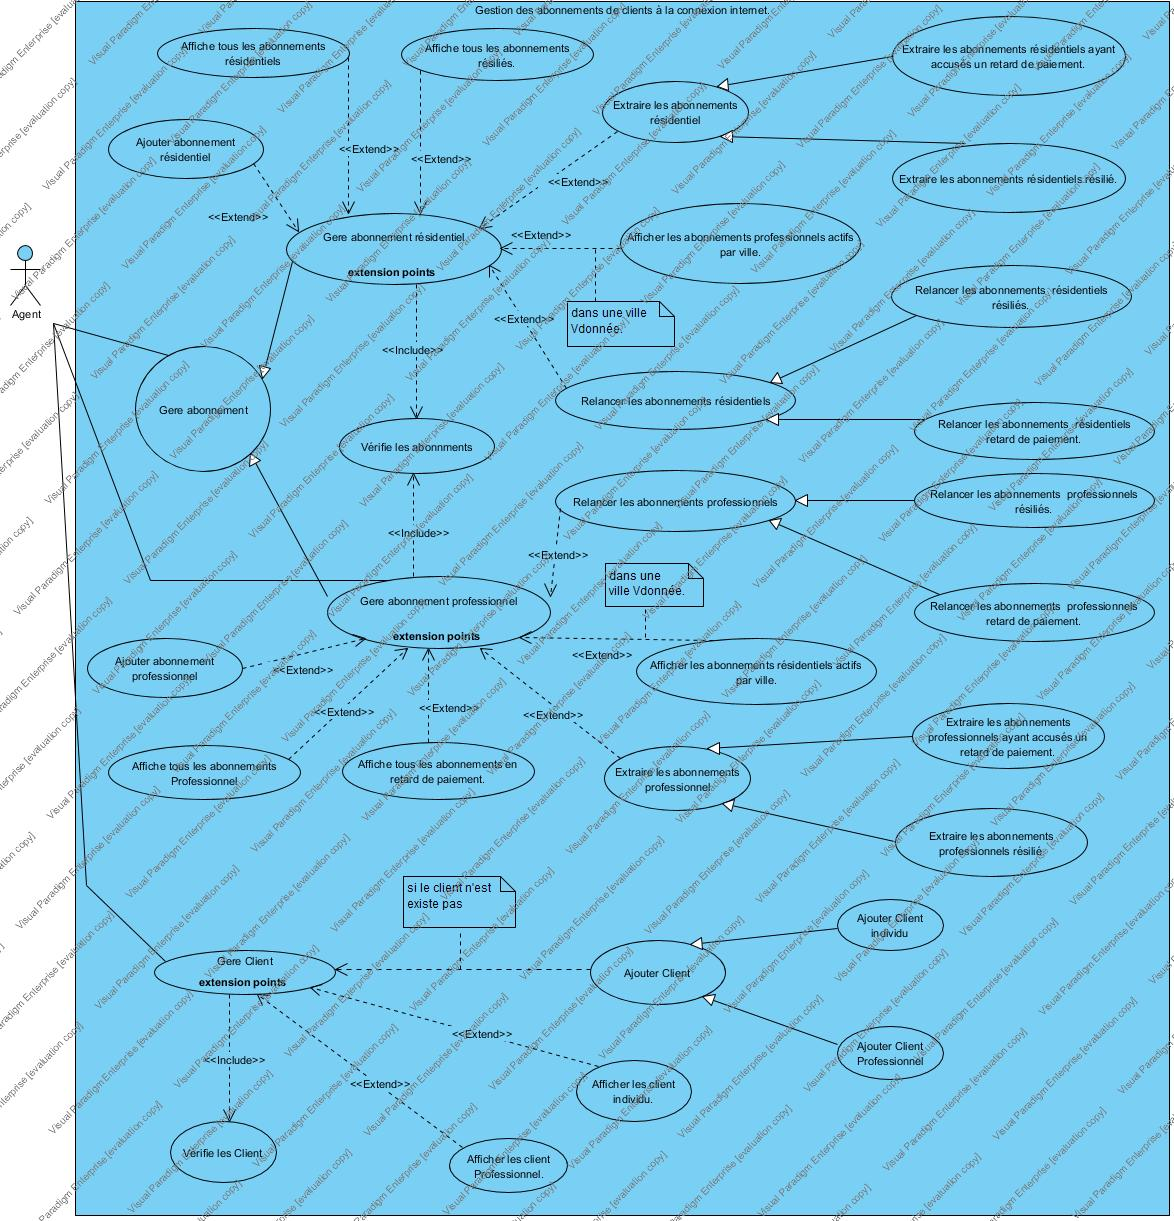 Gestion des abonnements de clients à la connexion internet.
Affiche tous les abonnements
résidentiels
Affiche tous les abonnements
résiliés.
Extraire les abonnements résidentiels ayant
accusés un retard de paiement.
Extraire les abonnements
résidentiel
Ajouter abonnement
résidentiel
<<Extend>>
<<Extend>>
<<Extend>>
Extraire les abonnements résidentiels résilié.
<<Extend>>
Gere abonnement résidentiel
extension points
<<Extend>>
Afficher les abonnements professionnels actifs
par ville.
Agent
dans une ville
Vdonnée.
<<Extend>>
Relancer les abonnements résidentiels
résiliés.
<<Include>>
Gere abonnement
Relancer les abonnements résidentiels
Vérifie les abonnments
Relancer les abonnements résidentiels
retard de paiement.
Relancer les abonnements professionnels
Relancer les abonnements professionnels
résiliés.
<<Include>>
<<Extend>>
dans une
ville Vdonnée.
Gere abonnement professionnel
extension points
Relancer les abonnements professionnels
retard de paiement.
Ajouter abonnement
professionnel
<<Extend>>
<<Extend>>
Afficher les abonnements résidentiels actifs
par ville.
<<Extend>>
<<Extend>>
<<Extend>>
Extraire les abonnements
professionnels ayant accusés un
retard de paiement.
Affiche tous les abonnements
Professionnel
Affiche tous les abonnements en
retard de paiement.
Extraire les abonnements
professionnel
Extraire les abonnements
professionnels résilié
si le client n'est
existe pas
Ajouter Client
individu
Gere Client
extension points
Ajouter Client
<<Extend>>
<<Include>>
<<Extend>>
Ajouter Client
Professionnel
Afficher les client
individu.
Vérifie les Client
Afficher les client
Professionnel.
Visual Paradigm Enterprise [evaluation copy]